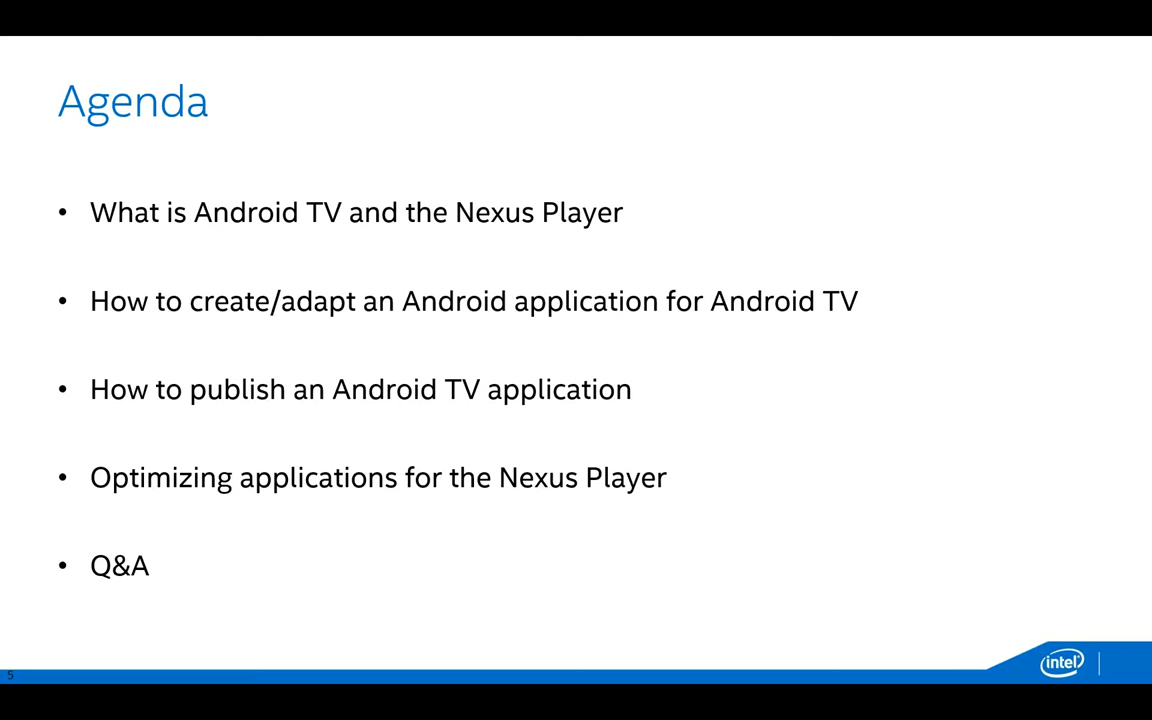 Agenda
• What is Android TV and the Nexus Player
• How to create/adapt an Android application for Android TV
• How to publish an Android TV application
• Optimizing applications for the Nexus Player
• Q&A
5
intel